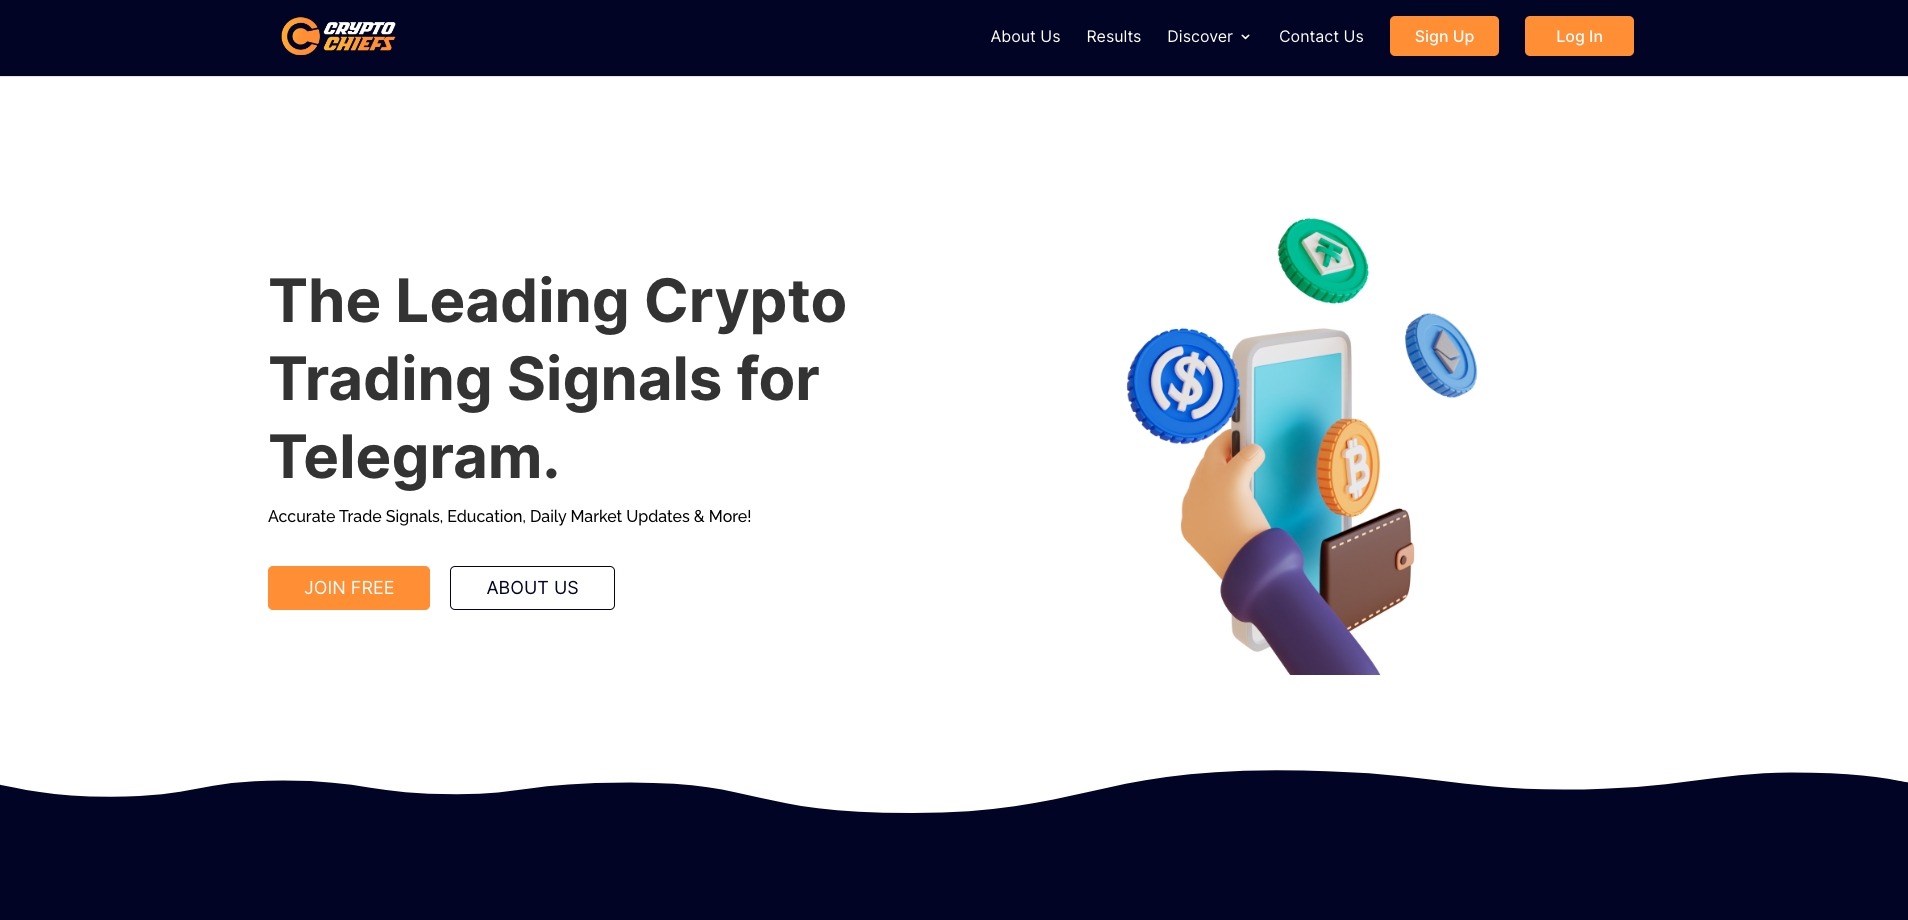 CRYPTO
CHIEFS
About Us Results Discover Contact Us Sign Up Log In
The Leading Crypto
Trading Signals for
Telegram.
Accurate Trade Signals, Education, Daily Market Updates & More!
JOIN FREE ABOUT US